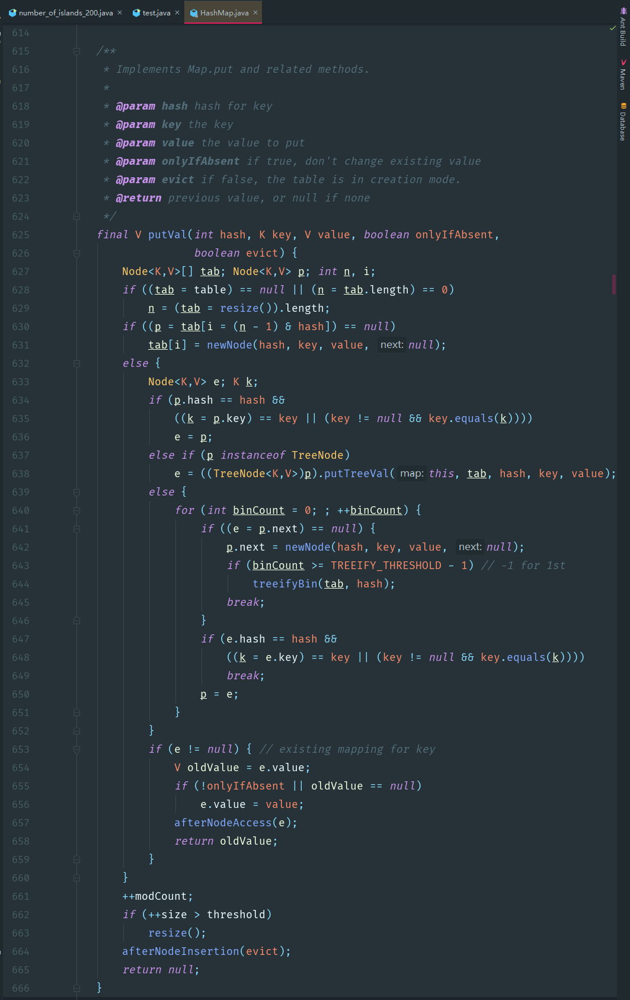 number_of_islands_200.java × test.java × HashMap.java ×
Ant Build
Maven
Database
614
615 /**
616 * Implements Map.put and related methods.
617 *
618 * @param hash hash for key
619 * @param key the key
620 * @param value the value to put
621 * @param onlyIfAbsent if true, don't change existing value
622 * @param evict if false, the table is in creation mode.
623 * @return previous value, or null if none
624 */
625 final V putVal(int hash, K key, V value, boolean onlyIfAbsent,
626 boolean evict) {
627 Node<K,V>[] tab; Node<K,V> p; int n, i;
628 if ((tab = table) == null || (n = tab.length) == 0)
629 n = (tab = resize()).length;
630 if ((p = tab[i = (n - 1) & hash]) == null)
631 tab[i] = newNode(hash, key, value, next: null);
632 else {
633 Node<K,V> e; K k;
634 if (p.hash == hash &&
635 ((k = p.key) == key || (key != null && key.equals(k))))
636 e = p;
637 else if (p instanceof TreeNode)
638 e = ((TreeNode<K,V>)p).putTreeVal( map: this, tab, hash, key, value);
639 else {
640 for (int binCount = 0; ; ++binCount) {
641 if ((e = p.next) == null) {
642 p.next = newNode(hash, key, value, next: null);
643 if (binCount >= TREEIFY_THRESHOLD - 1) // -1 for 1st
644 treeifyBin(tab, hash);
645 break;
646 }
647 if (e.hash == hash &&
648 ((k = e.key) == key || (key != null && key.equals(k))))
649 break;
650 p = e;
651 }
652 }
653 if (e != null) { // existing mapping for key
654 V oldValue = e.value;
655 if (!onlyIfAbsent || oldValue == null)
656 e.value = value;
657 afterNodeAccess(e);
658 return oldValue;
659 }
660 }
661 ++modCount;
662 if (++size > threshold)
663 resize();
664 afterNodeInsertion(evict);
665 return null;
666 }